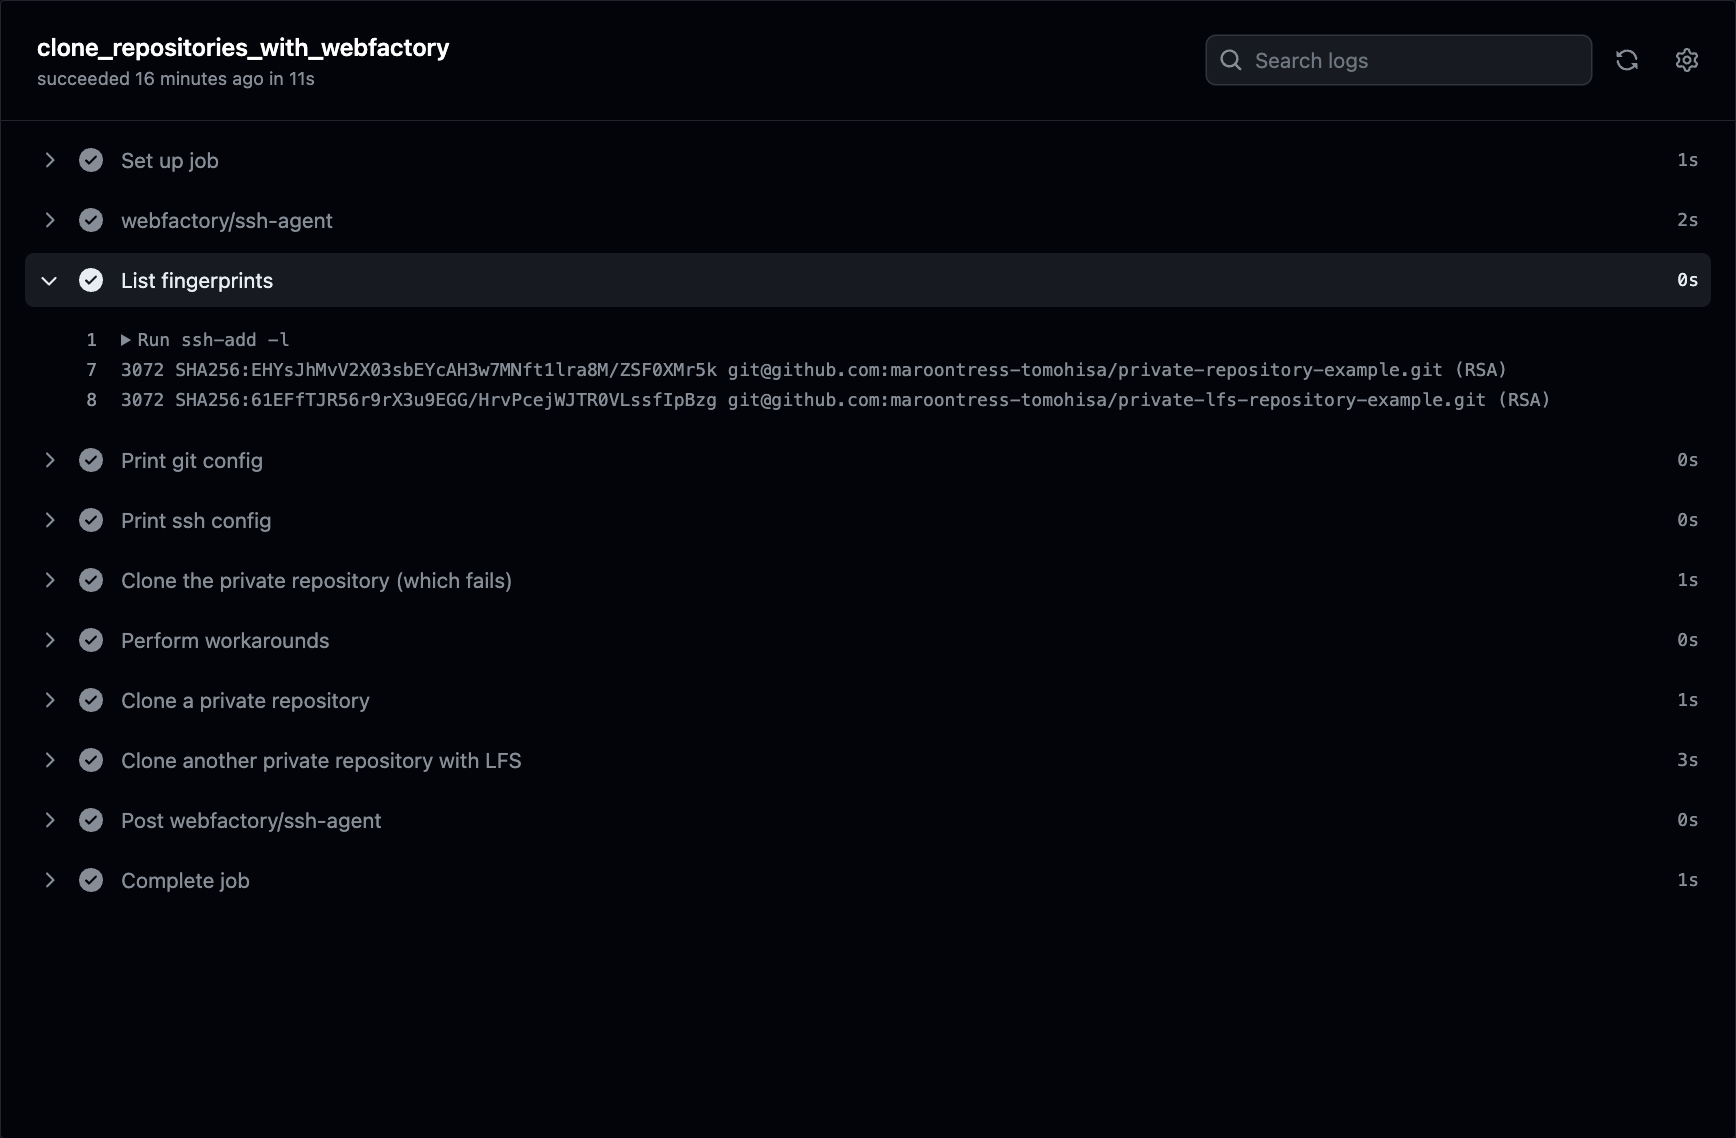 clone_repositories_with_webfactory
succeeded 16 minutes ago in 11s
Search logs
Set up job 1s
webfactory/ssh-agent 2s
List fingerprints 0s
1 Run ssh-add -l
7 3072 SHA256:EHYsJhMvV2X03sbEYcAH3w7MNft1lra8M/ZSF0XMr5k git@github.com:maroontress-tomohisa/private-repository-example.git (RSA)
8 3072 SHA256:61EFfTJR56r9rX3u9EGG/HrvPcejWJTR0VLssfIpBzg git@github.com:maroontress-tomohisa/private-lfs-repository-example.git (RSA)
Print git config 0s
Print ssh config 0s
Clone the private repository (which fails) 1s
Perform workarounds 0s
Clone a private repository 1s
Clone another private repository with LFS 3s
Post webfactory/ssh-agent 0s
Complete job 1s